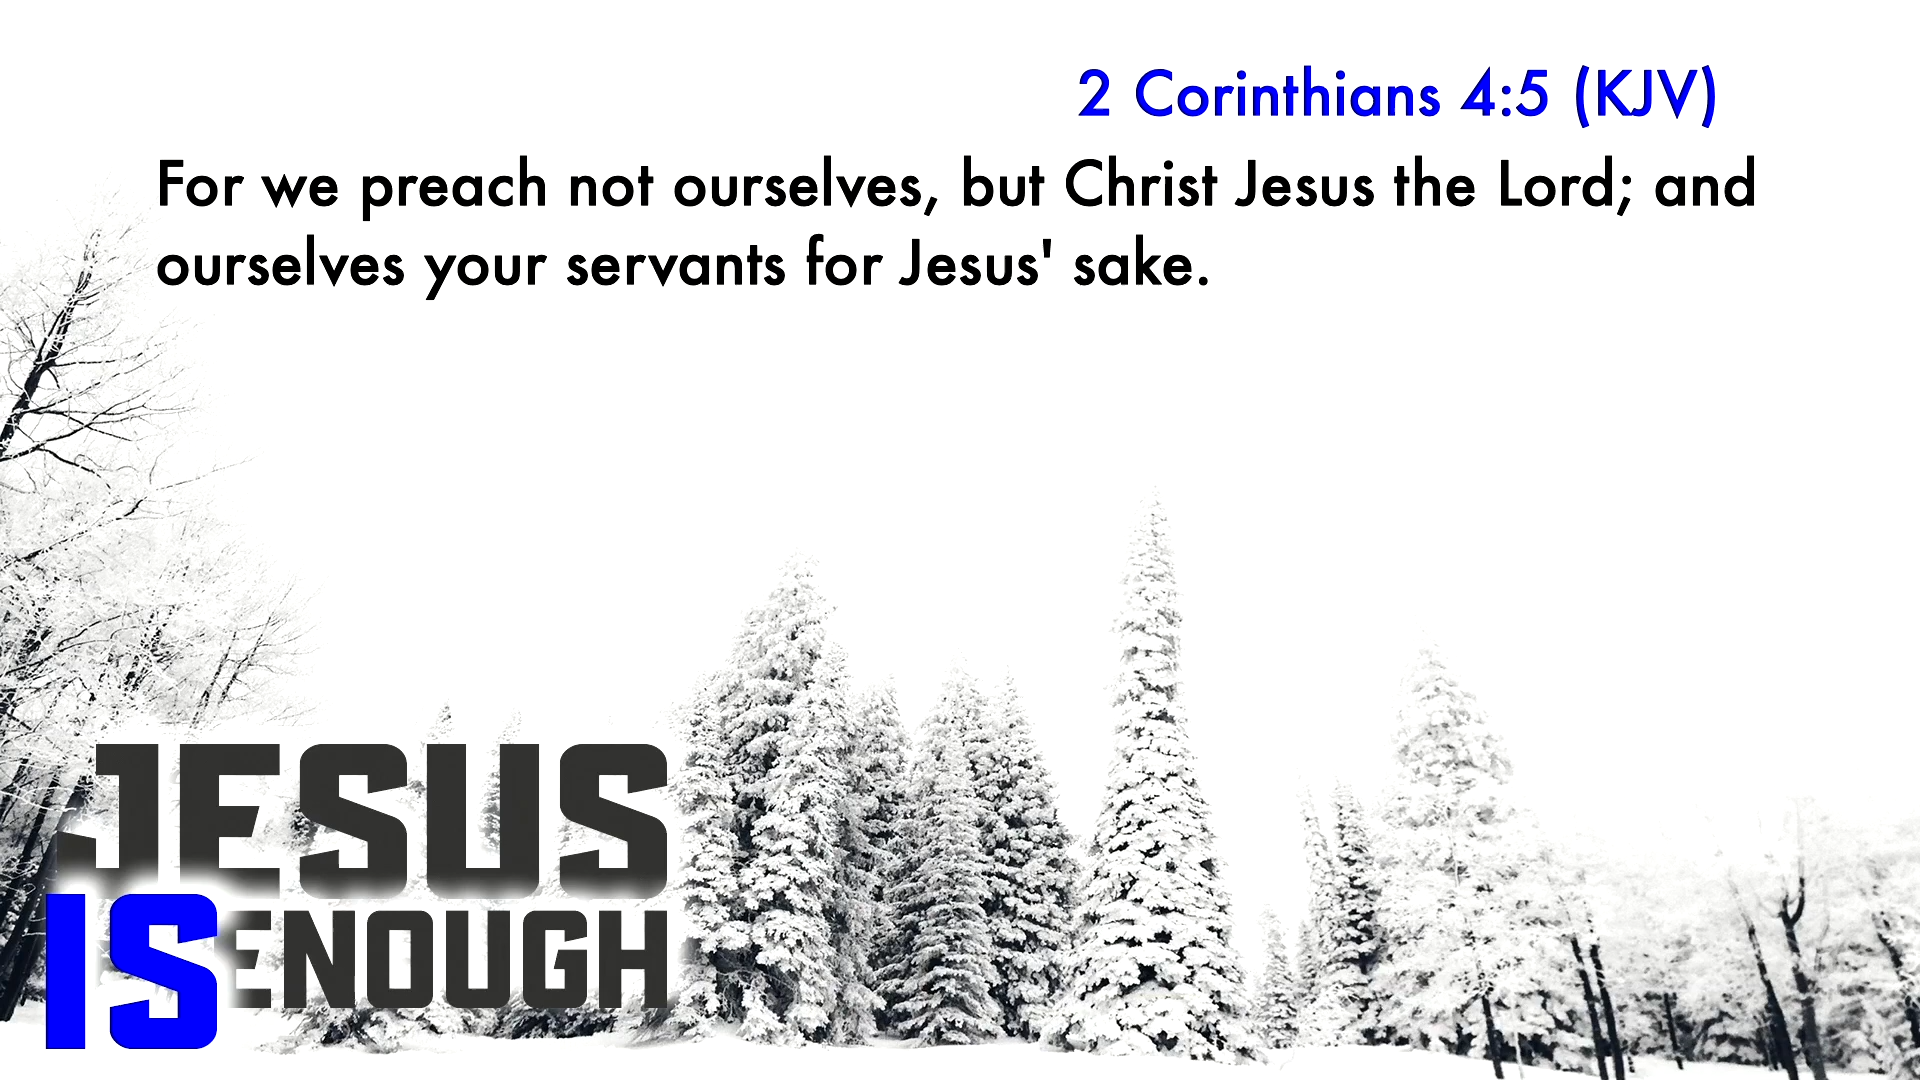 2 Corinthians 4:5 (KJV)
For we preach not ourselves, but Christ Jesus the Lord; and
ourselves your servants for Jesus' sake.
JESUS
IS ENOUGH